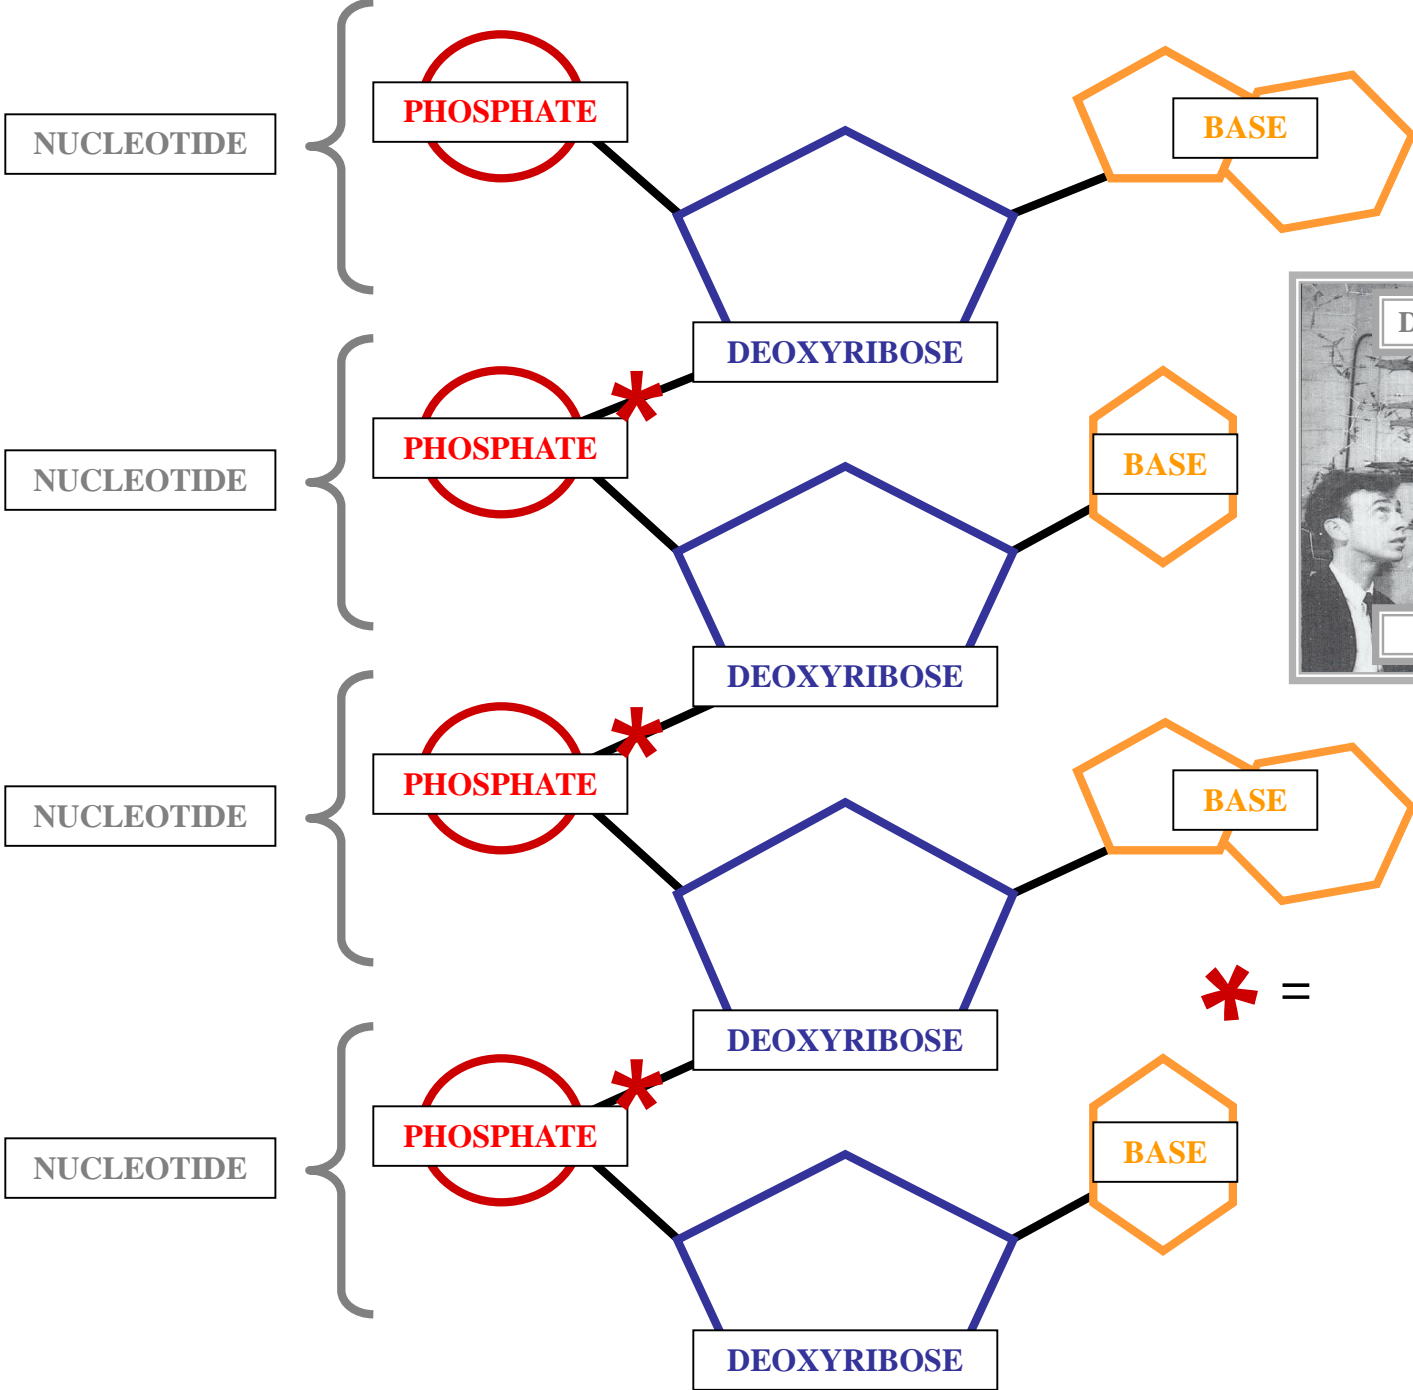 PHOSPHATE
BASE
NUCLEOTIDE
DEOXYRIBOSE
D
*
PHOSPHATE
BASE
NUCLEOTIDE
DEOXYRIBOSE
*
PHOSPHATE
BASE
NUCLEOTIDE
* =
DEOXYRIBOSE
*
PHOSPHATE
BASE
NUCLEOTIDE
DEOXYRIBOSE